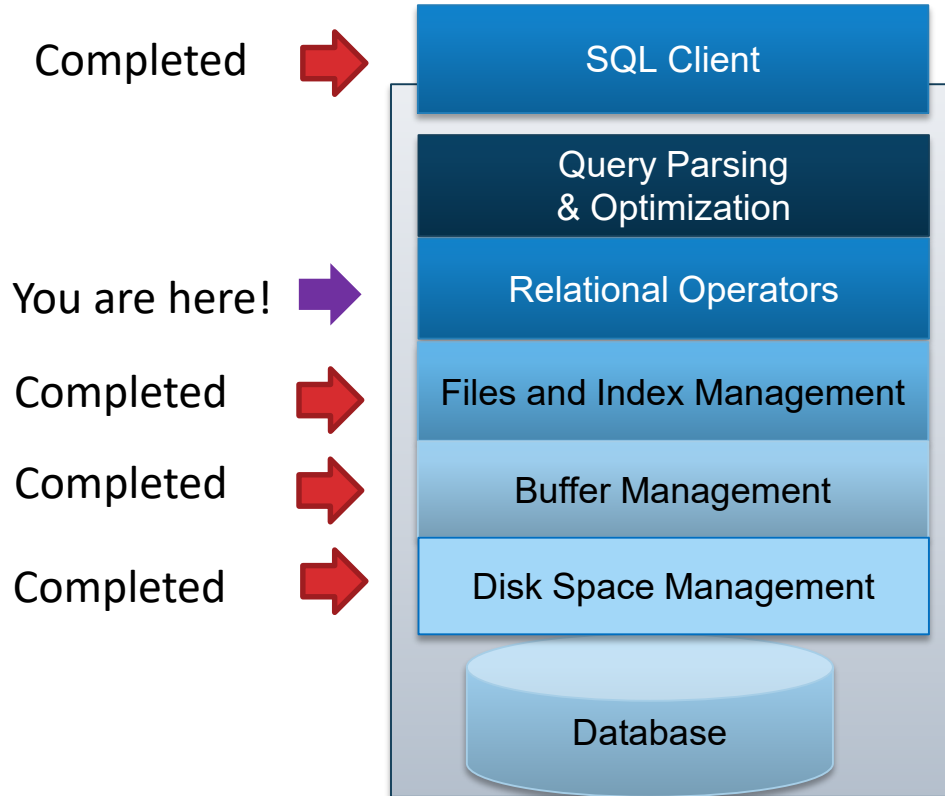 Completed
SQL Client
Query Parsing
& Optimization
You are here!
Relational Operators
Completed
Files and Index Management
Completed
Buffer Management
Completed
Disk Space Management
Database